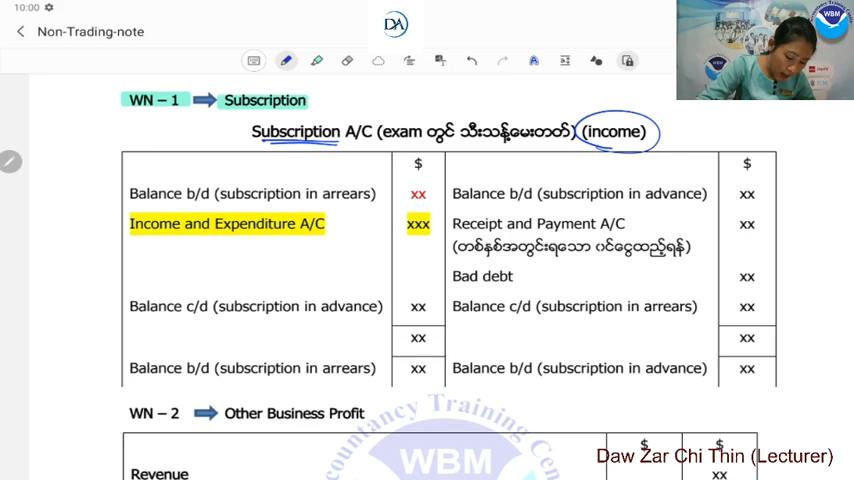 10:00
Non-Trading-note
DA
WBM
WN – 1 Subscription
Subscription A/C (exam တွင် သီးသန့်မေးတတ်) (income)
$ $
Balance b/d (subscription in arrears) xx Balance b/d (subscription in advance) xx
Income and Expenditure A/C xxx Receipt and Payment A/C xx
(တစ်နှစ်အတွင်းရသော ဝင်ငွေထည့်ရန်)
Bad debt xx
Balance c/d (subscription in advance) xx Balance c/d (subscription in arrears) xx
xx xx
Balance b/d (subscription in arrears) xx Balance b/d (subscription in advance) xx
WN – 2 Other Business Profit
$ $
Revenue xx
WBM
Daw Zar Chi Thin (Lecturer)